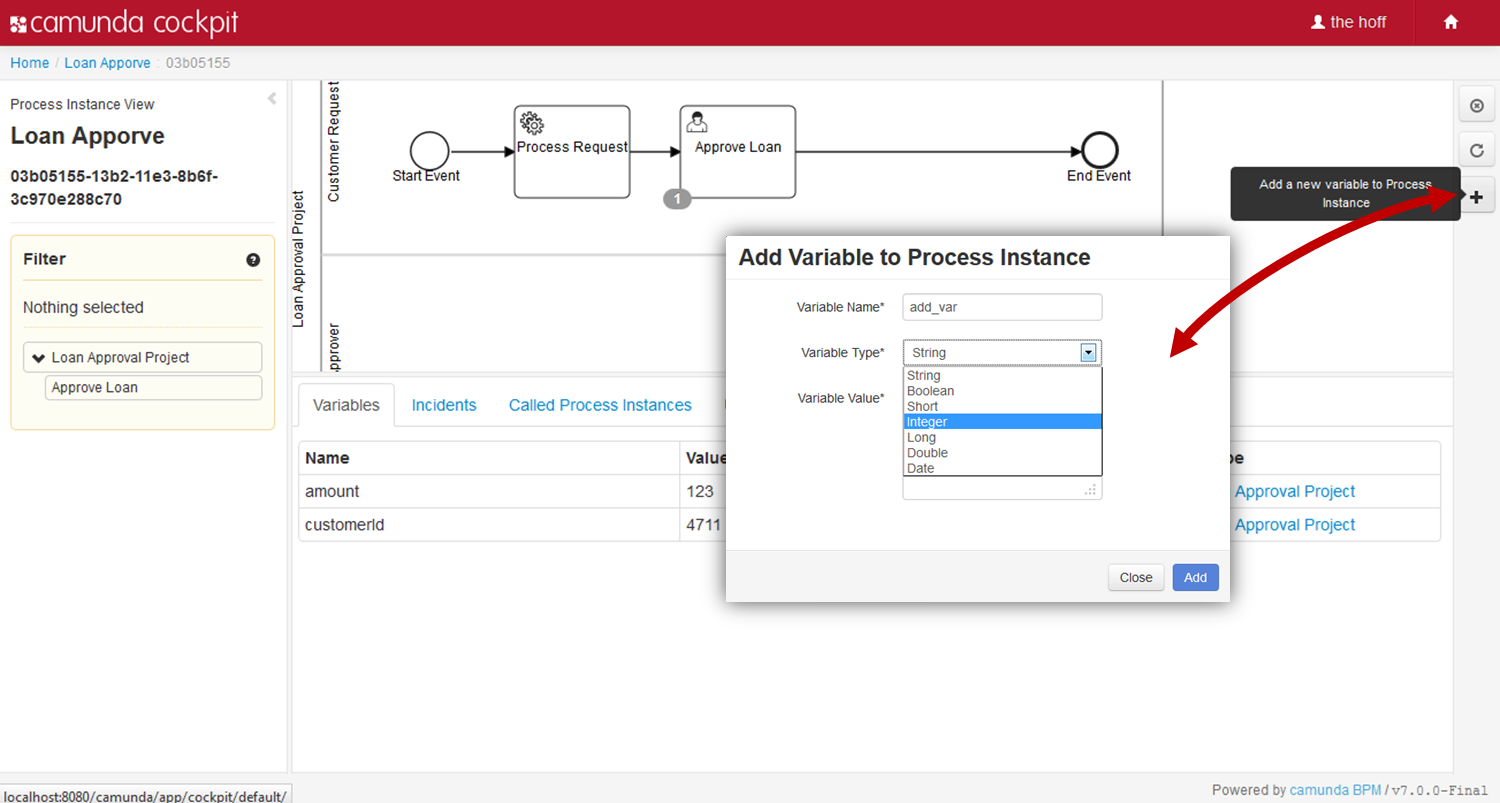 camunda cockpit
the hoff
Home / Loan Apporve : 03b05155
Process Instance View
Loan Apporve
03b05155-13b2-11e3-8b6f-
3c970e288c70
Filter
Nothing selected
Loan Approval Project
Approve Loan
Loan Approval Project
Customer Request
Start Event
Process Request
Approve Loan
1
End Event
Add a new variable to Process
Instance
Variables Incidents Called Process Instances
Name Value
amount 123 Approval Project
customerId 4711 Approval Project
Add Variable to Process Instance
Variable Name* add_var
Variable Type* String
String
Boolean
Short
Integer
Long
Double
Date
Variable Value*
Close Add
localhost:8080/camunda/app/cockpit/default/
Powered by camunda BPM / v7.0.0-Final